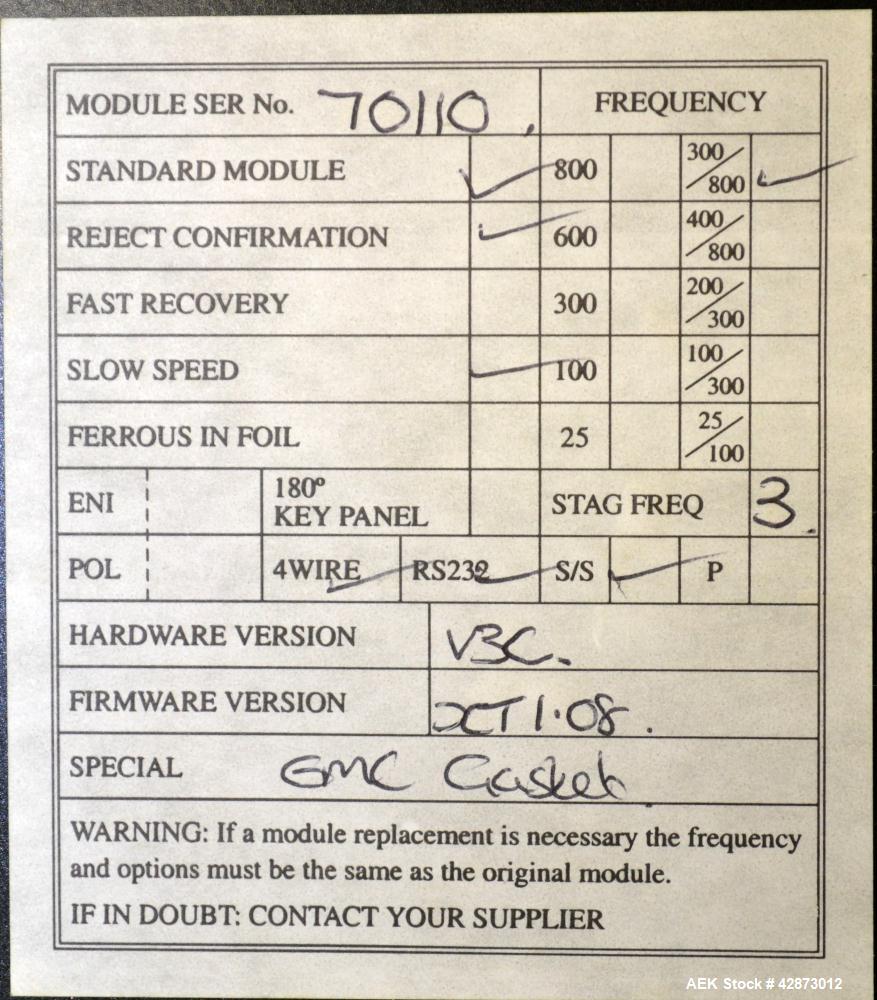 MODULE SER No. 70110. FREQUENCY
STANDARD MODULE ✓ 800 300/800 ✓
REJECT CONFIRMATION ✓ 600 400/800
FAST RECOVERY 300 200/300
SLOW SPEED ✓ 100 100/300
FERROUS IN FOIL 25 25/100
ENI 180° KEY PANEL STAG FREQ 3.
POL 4WIRE ✓ RS232 ✓ S/S ✓ P
HARDWARE VERSION V3C.
FIRMWARE VERSION XT1.08.
SPECIAL GMC Gasket
WARNING: If a module replacement is necessary the frequency
and options must be the same as the original module.
IF IN DOUBT: CONTACT YOUR SUPPLIER
AEK Stock # 42873012